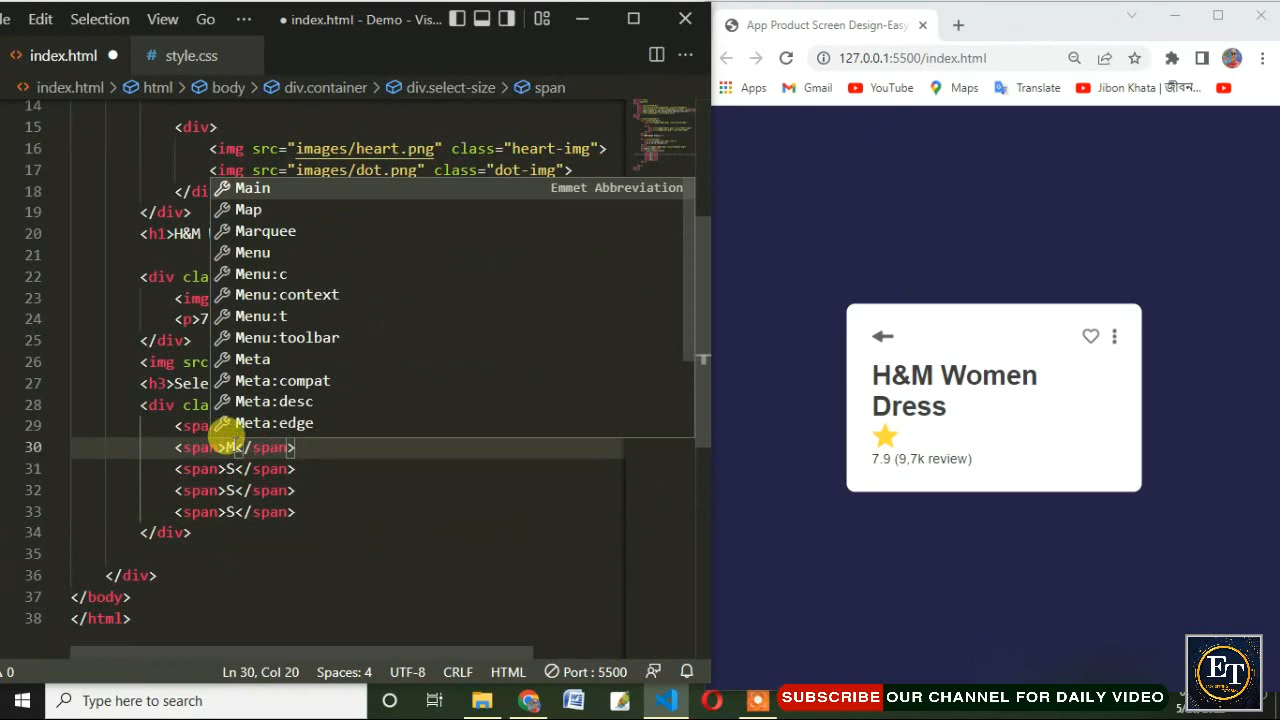 Edit Selection View Go ··· ● index.html - Demo - Vis...
index.html ● # style.css ···
index.html > html > body > div.container > div.select-size > span
14
15 <div>
16 <img src="images/heart.png" class="heart-img">
17 <img src="images/dot.png" class="dot-img">
18 </di
19 </div>
20 <h1>H&M
21
22 <div cla
23 <img
24 <p>7
25 </div>
26 <img src
27 <h3>Sele
28 <div cla
29 <spa
30 <span>M</span>
31 <span>S</span>
32 <span>S</span>
33 <span>S</span>
34 </div>
35
36 </div>
37 </body>
38 </html>
Main Emmet Abbreviation
Map
Marquee
Menu
Menu:c
Menu:context
Menu:t
Menu:toolbar
Meta
Meta:compat
Meta:desc
Meta:edge
0 Ln 30, Col 20 Spaces: 4 UTF-8 CRLF HTML Port : 5500
App Product Screen Design-Easy
127.0.0.1:5500/index.html
Apps Gmail YouTube Maps Translate Jibon Khata | জীবন...
H&M Women
Dress
7.9 (9,7k review)
Type here to search
SUBSCRIBE OUR CHANNEL FOR DAILY VIDEO
ET